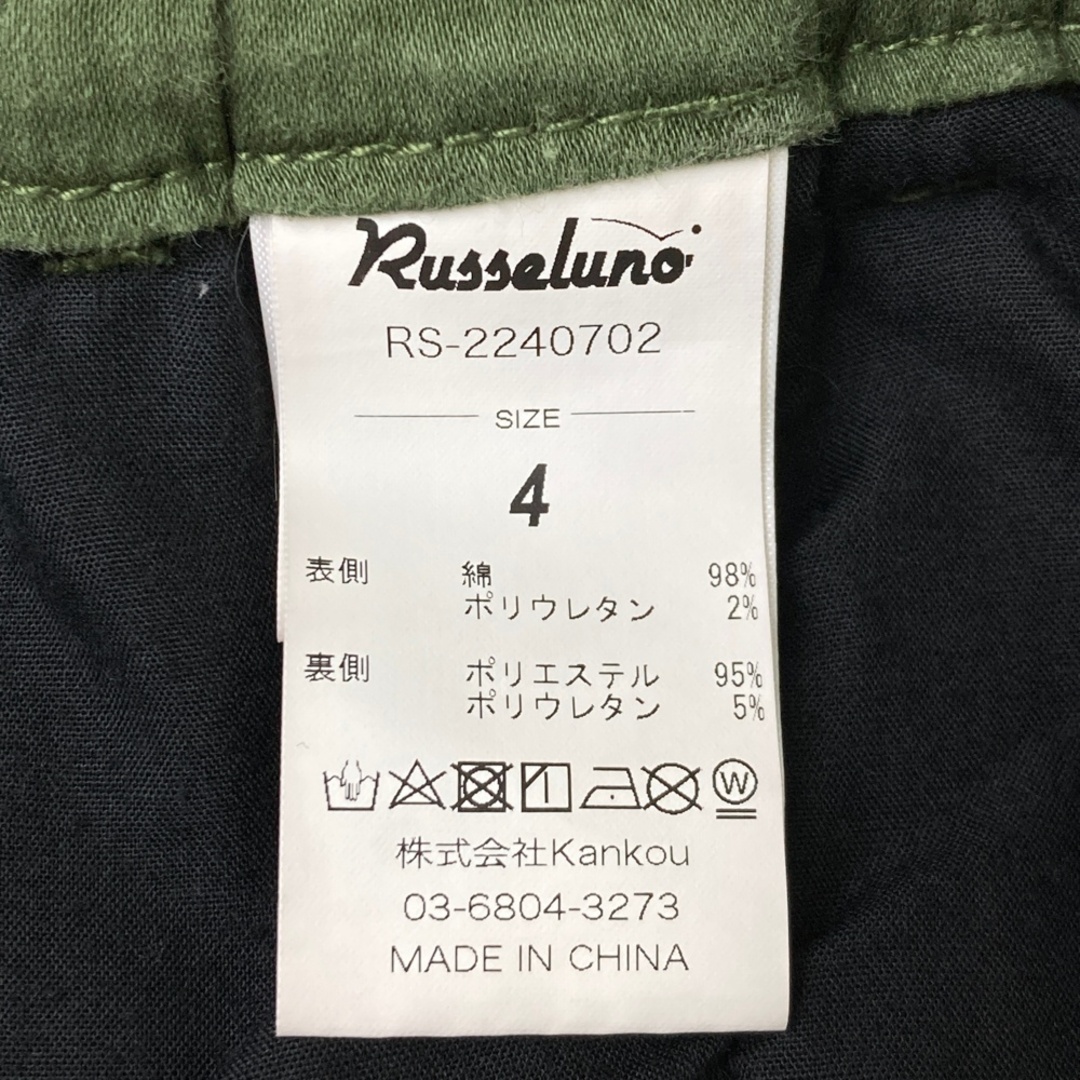 Russeluno
RS-2240702
SIZE
4
表側 綿 98%
ポリウレタン 2%
裏側 ポリエステル 95%
ポリウレタン 5%
W
株式会社Kankou
03-6804-3273
MADE IN CHINA